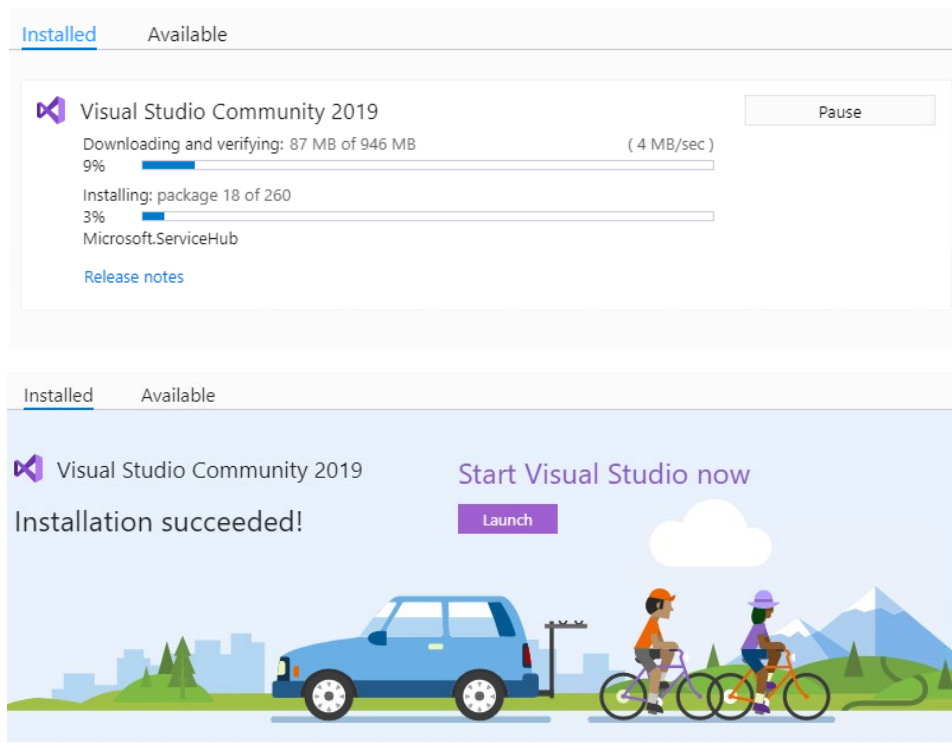 Installed Available
Visual Studio Community 2019 Pause
Downloading and verifying: 87 MB of 946 MB ( 4 MB/sec )
9%
Installing: package 18 of 260
3%
Microsoft.ServiceHub
Release notes
Installed Available
Visual Studio Community 2019
Installation succeeded!
Start Visual Studio now
Launch